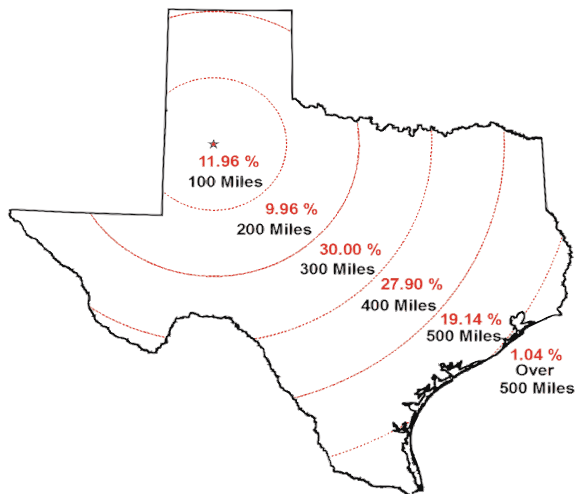 11.96 %
100 Miles
9.96 %
200 Miles
30.00 %
300 Miles
27.90 %
400 Miles
19.14 %
500 Miles
1.04 %
Over
500 Miles